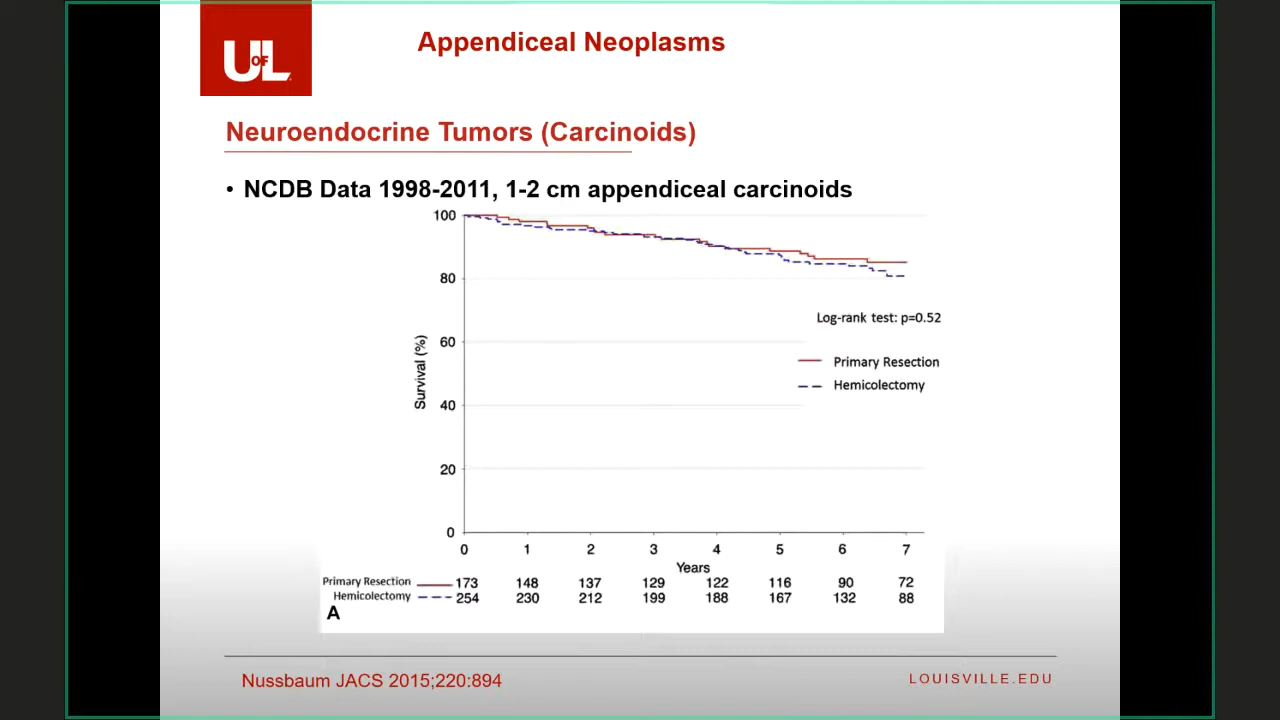 UofL
Appendiceal Neoplasms
Neuroendocrine Tumors (Carcinoids)
• NCDB Data 1998-2011, 1-2 cm appendiceal carcinoids
100
80
60
40
20
0
Survival (%)
Log-rank test: p=0.52
Primary Resection
Hemicolectomy
0 1 2 3 4 5 6 7
Years
Primary Resection 173 148 137 129 122 116 90 72
Hemicolectomy 254 230 212 199 188 167 132 88
A
Nussbaum JACS 2015;220:894
LOUISVILLE.EDU